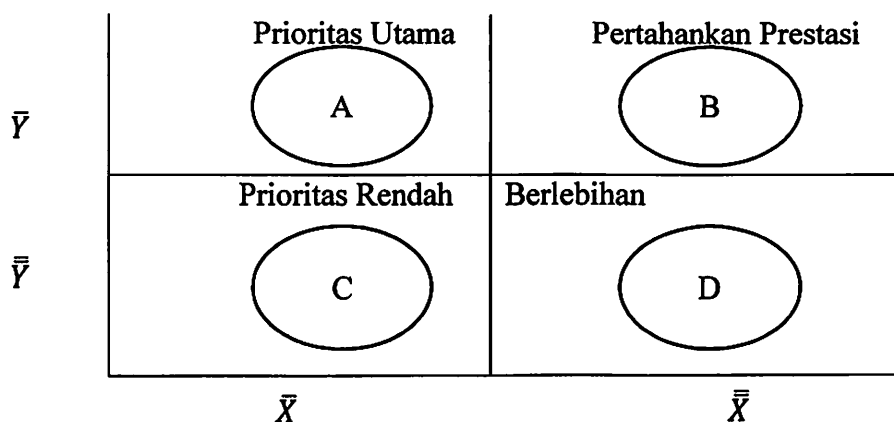 Prioritas Utama Pertahankan Prestasi
A B
Y̅
Prioritas Rendah Berlebihan
Y̿
C D
X̅ X̿